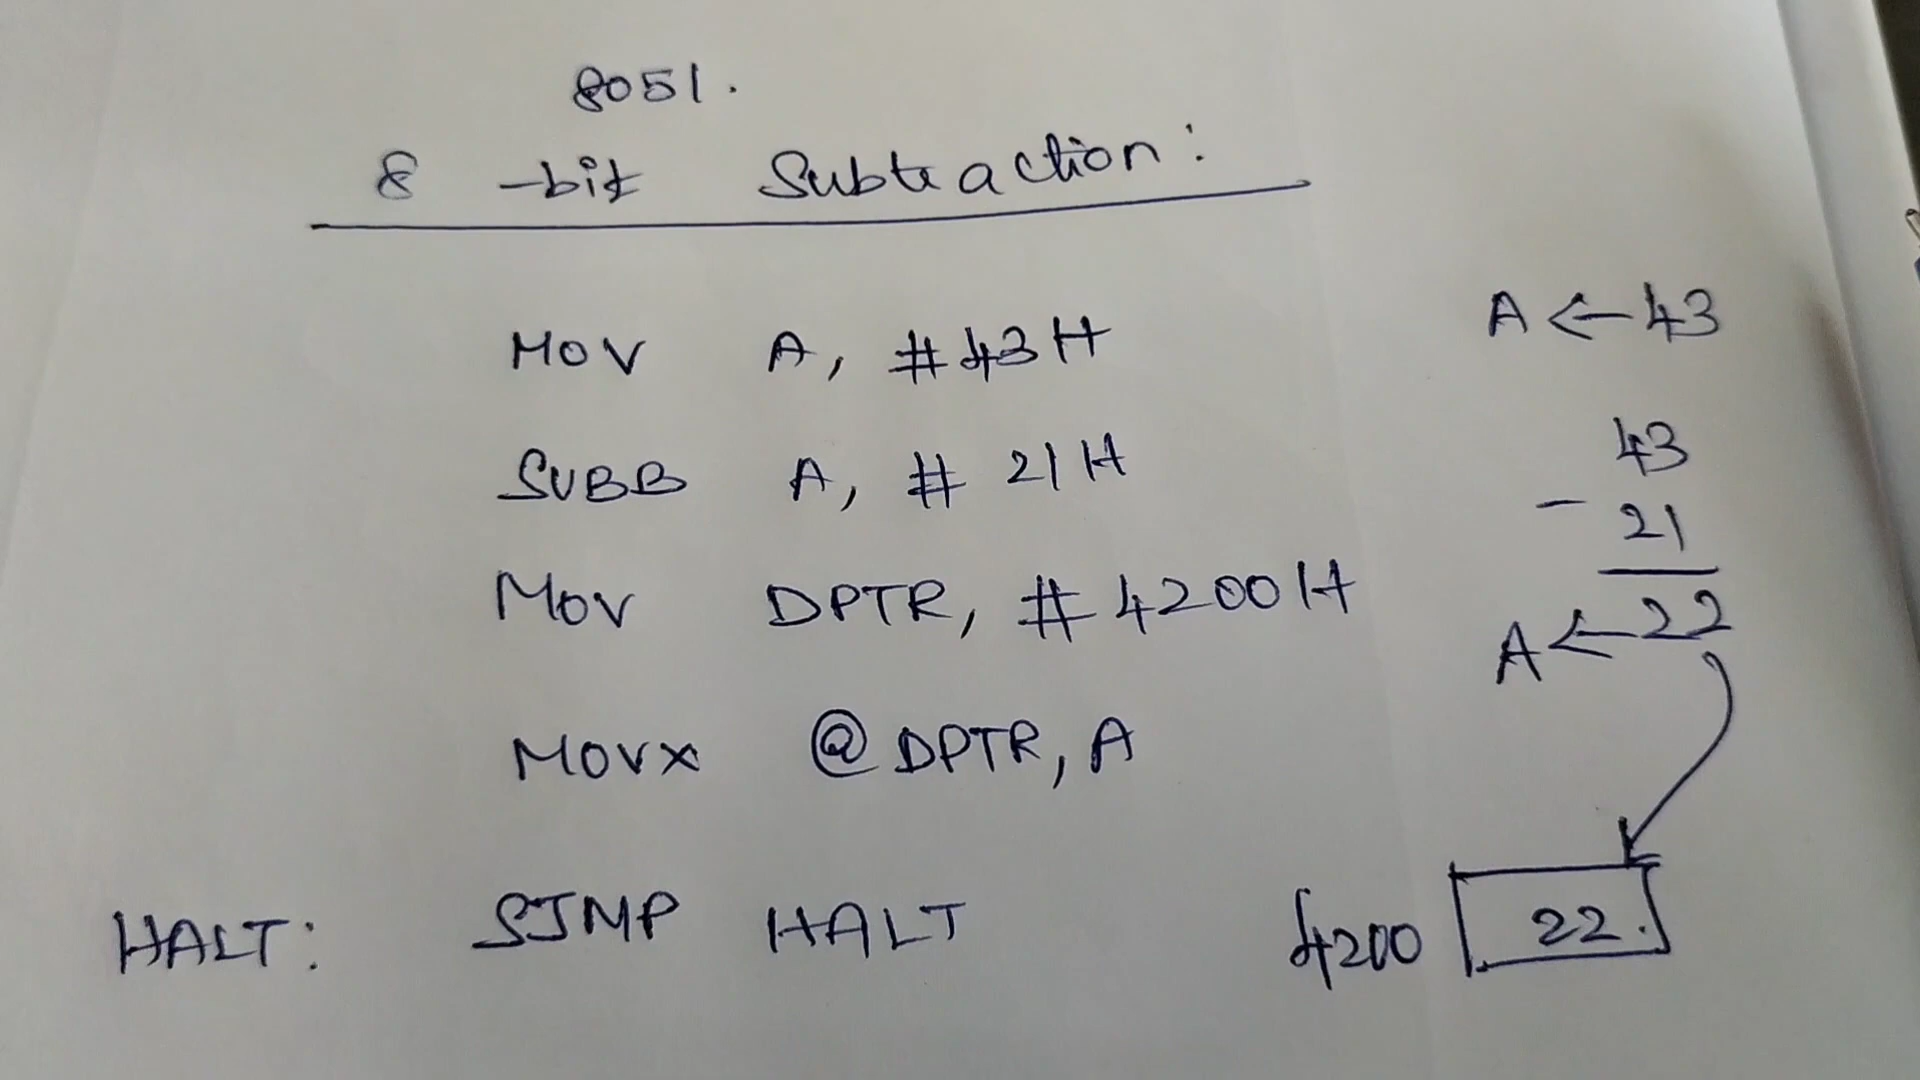 8051.
8-bit Subtraction:
MOV A, #43H
SUBB A, #21H
MOV DPTR, #4200H
MOVX @DPTR, A
HALT: SJMP HALT
A←43
43
- 21
A←22
4200 22.